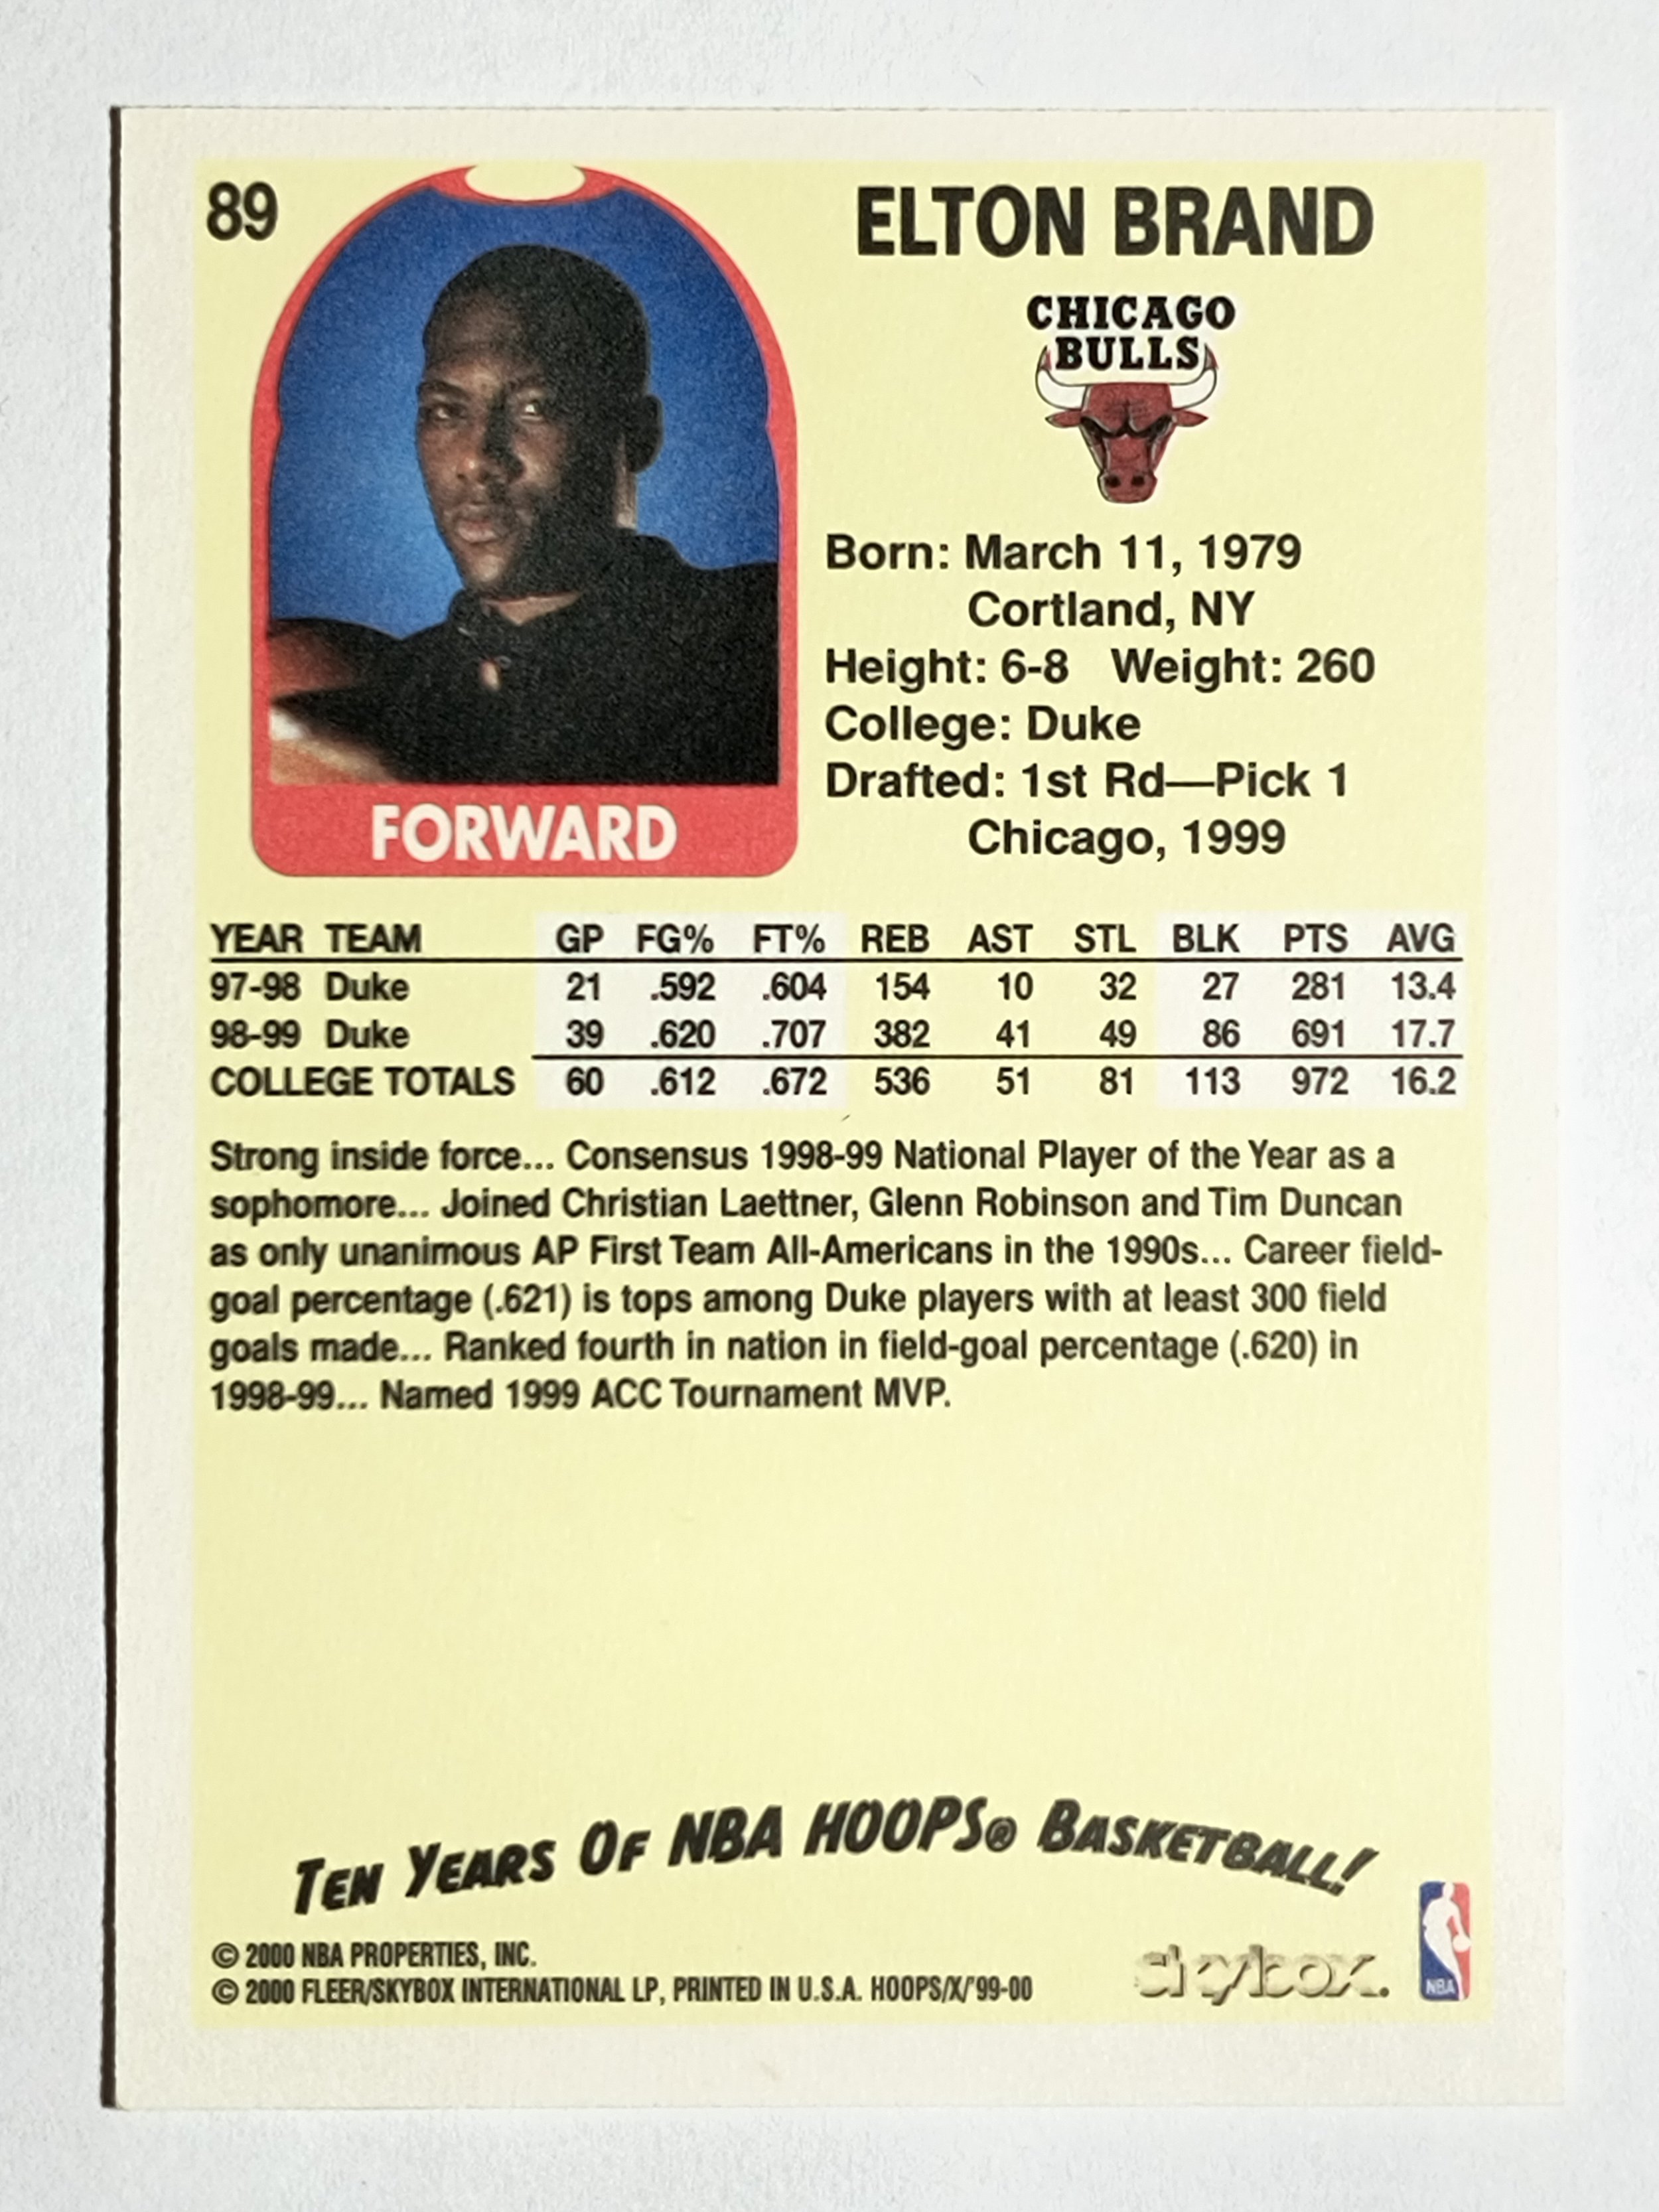 89
ELTON BRAND
CHICAGO
BULLS
Born: March 11, 1979
Cortland, NY
Height: 6-8 Weight: 260
College: Duke
Drafted: 1st Rd—Pick 1
Chicago, 1999
FORWARD
YEAR TEAM GP FG% FT% REB AST STL BLK PTS AVG
97-98 Duke 21 .592 .604 154 10 32 27 281 13.4
98-99 Duke 39 .620 .707 382 41 49 86 691 17.7
COLLEGE TOTALS 60 .612 .672 536 51 81 113 972 16.2
Strong inside force... Consensus 1998-99 National Player of the Year as a
sophomore... Joined Christian Laettner, Glenn Robinson and Tim Duncan
as only unanimous AP First Team All-Americans in the 1990s... Career field-
goal percentage (.621) is tops among Duke players with at least 300 field
goals made... Ranked fourth in nation in field-goal percentage (.620) in
1998-99... Named 1999 ACC Tournament MVP.
TEN YEARS OF NBA HOOPS® BASKETBALL!
© 2000 NBA PROPERTIES, INC.
© 2000 FLEER/SKYBOX INTERNATIONAL LP, PRINTED IN U.S.A. HOOPS/X/'99-00
skybox.
NBA